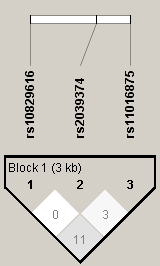 rs10829616
rs2039374
rs11016875
Block 1 (3 kb)
1 2 3
0 3
11